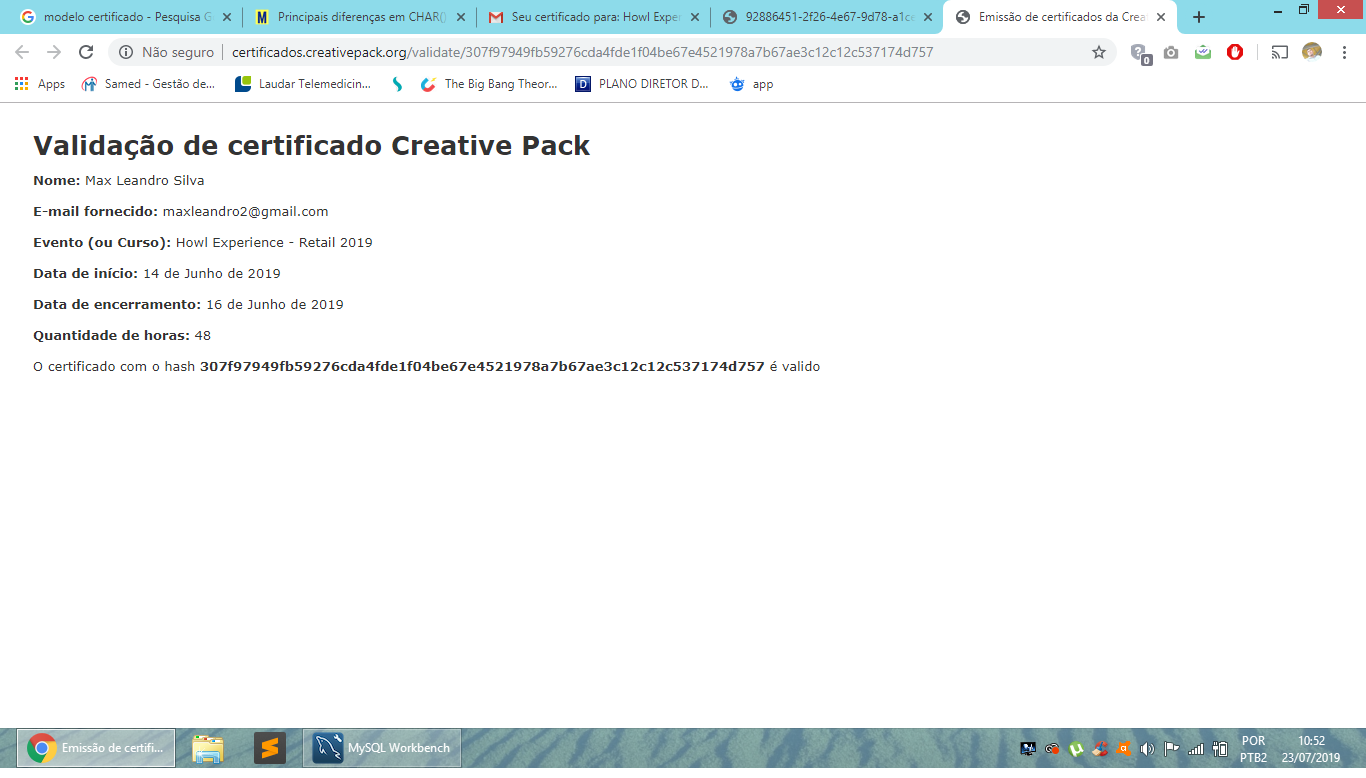 modelo certificado - Pesquisa G
Principais diferenças em CHAR()
Seu certificado para: Howl Exper
92886451-2f26-4e67-9d78-a1ce
Emissão de certificados da Crea
Não seguro
certificados.creativepack.org/validate/307f97949fb59276cda4fde1f04be67e4521978a7b67ae3c12c12c537174d757
0
Apps
Samed - Gestão de...
Laudar Telemedicin...
The Big Bang Theor...
PLANO DIRETOR D...
app
Validação de certificado Creative Pack
Nome: Max Leandro Silva
E-mail fornecido: maxleandro2@gmail.com
Evento (ou Curso): Howl Experience - Retail 2019
Data de início: 14 de Junho de 2019
Data de encerramento: 16 de Junho de 2019
Quantidade de horas: 48
O certificado com o hash 307f97949fb59276cda4fde1f04be67e4521978a7b67ae3c12c12c537174d757 é valido
Emissão de certifi...
MySQL Workbench
POR
PTB2
10:52
23/07/2019